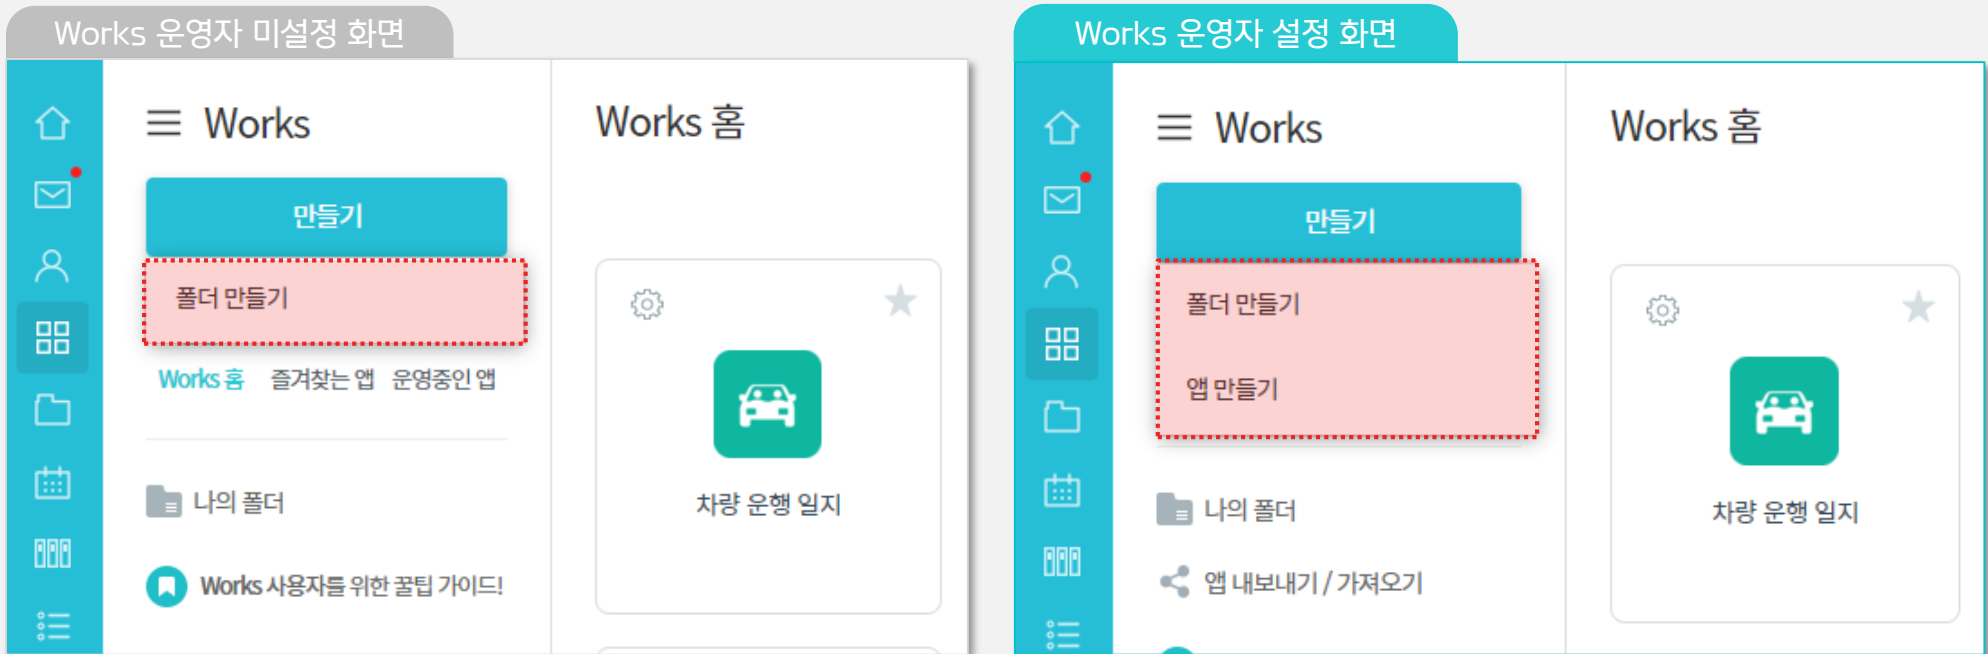 Works 운영자 미설정 화면
Works
만들기
폴더 만들기
Works 홈 즐겨찾는 앱 운영중인 앱
나의 폴더
Works 사용자를 위한 꿀팁 가이드!
Works 홈
차량 운행 일지
Works 운영자 설정 화면
Works
만들기
폴더 만들기
앱 만들기
나의 폴더
앱 내보내기 / 가져오기
Works 홈
차량 운행 일지